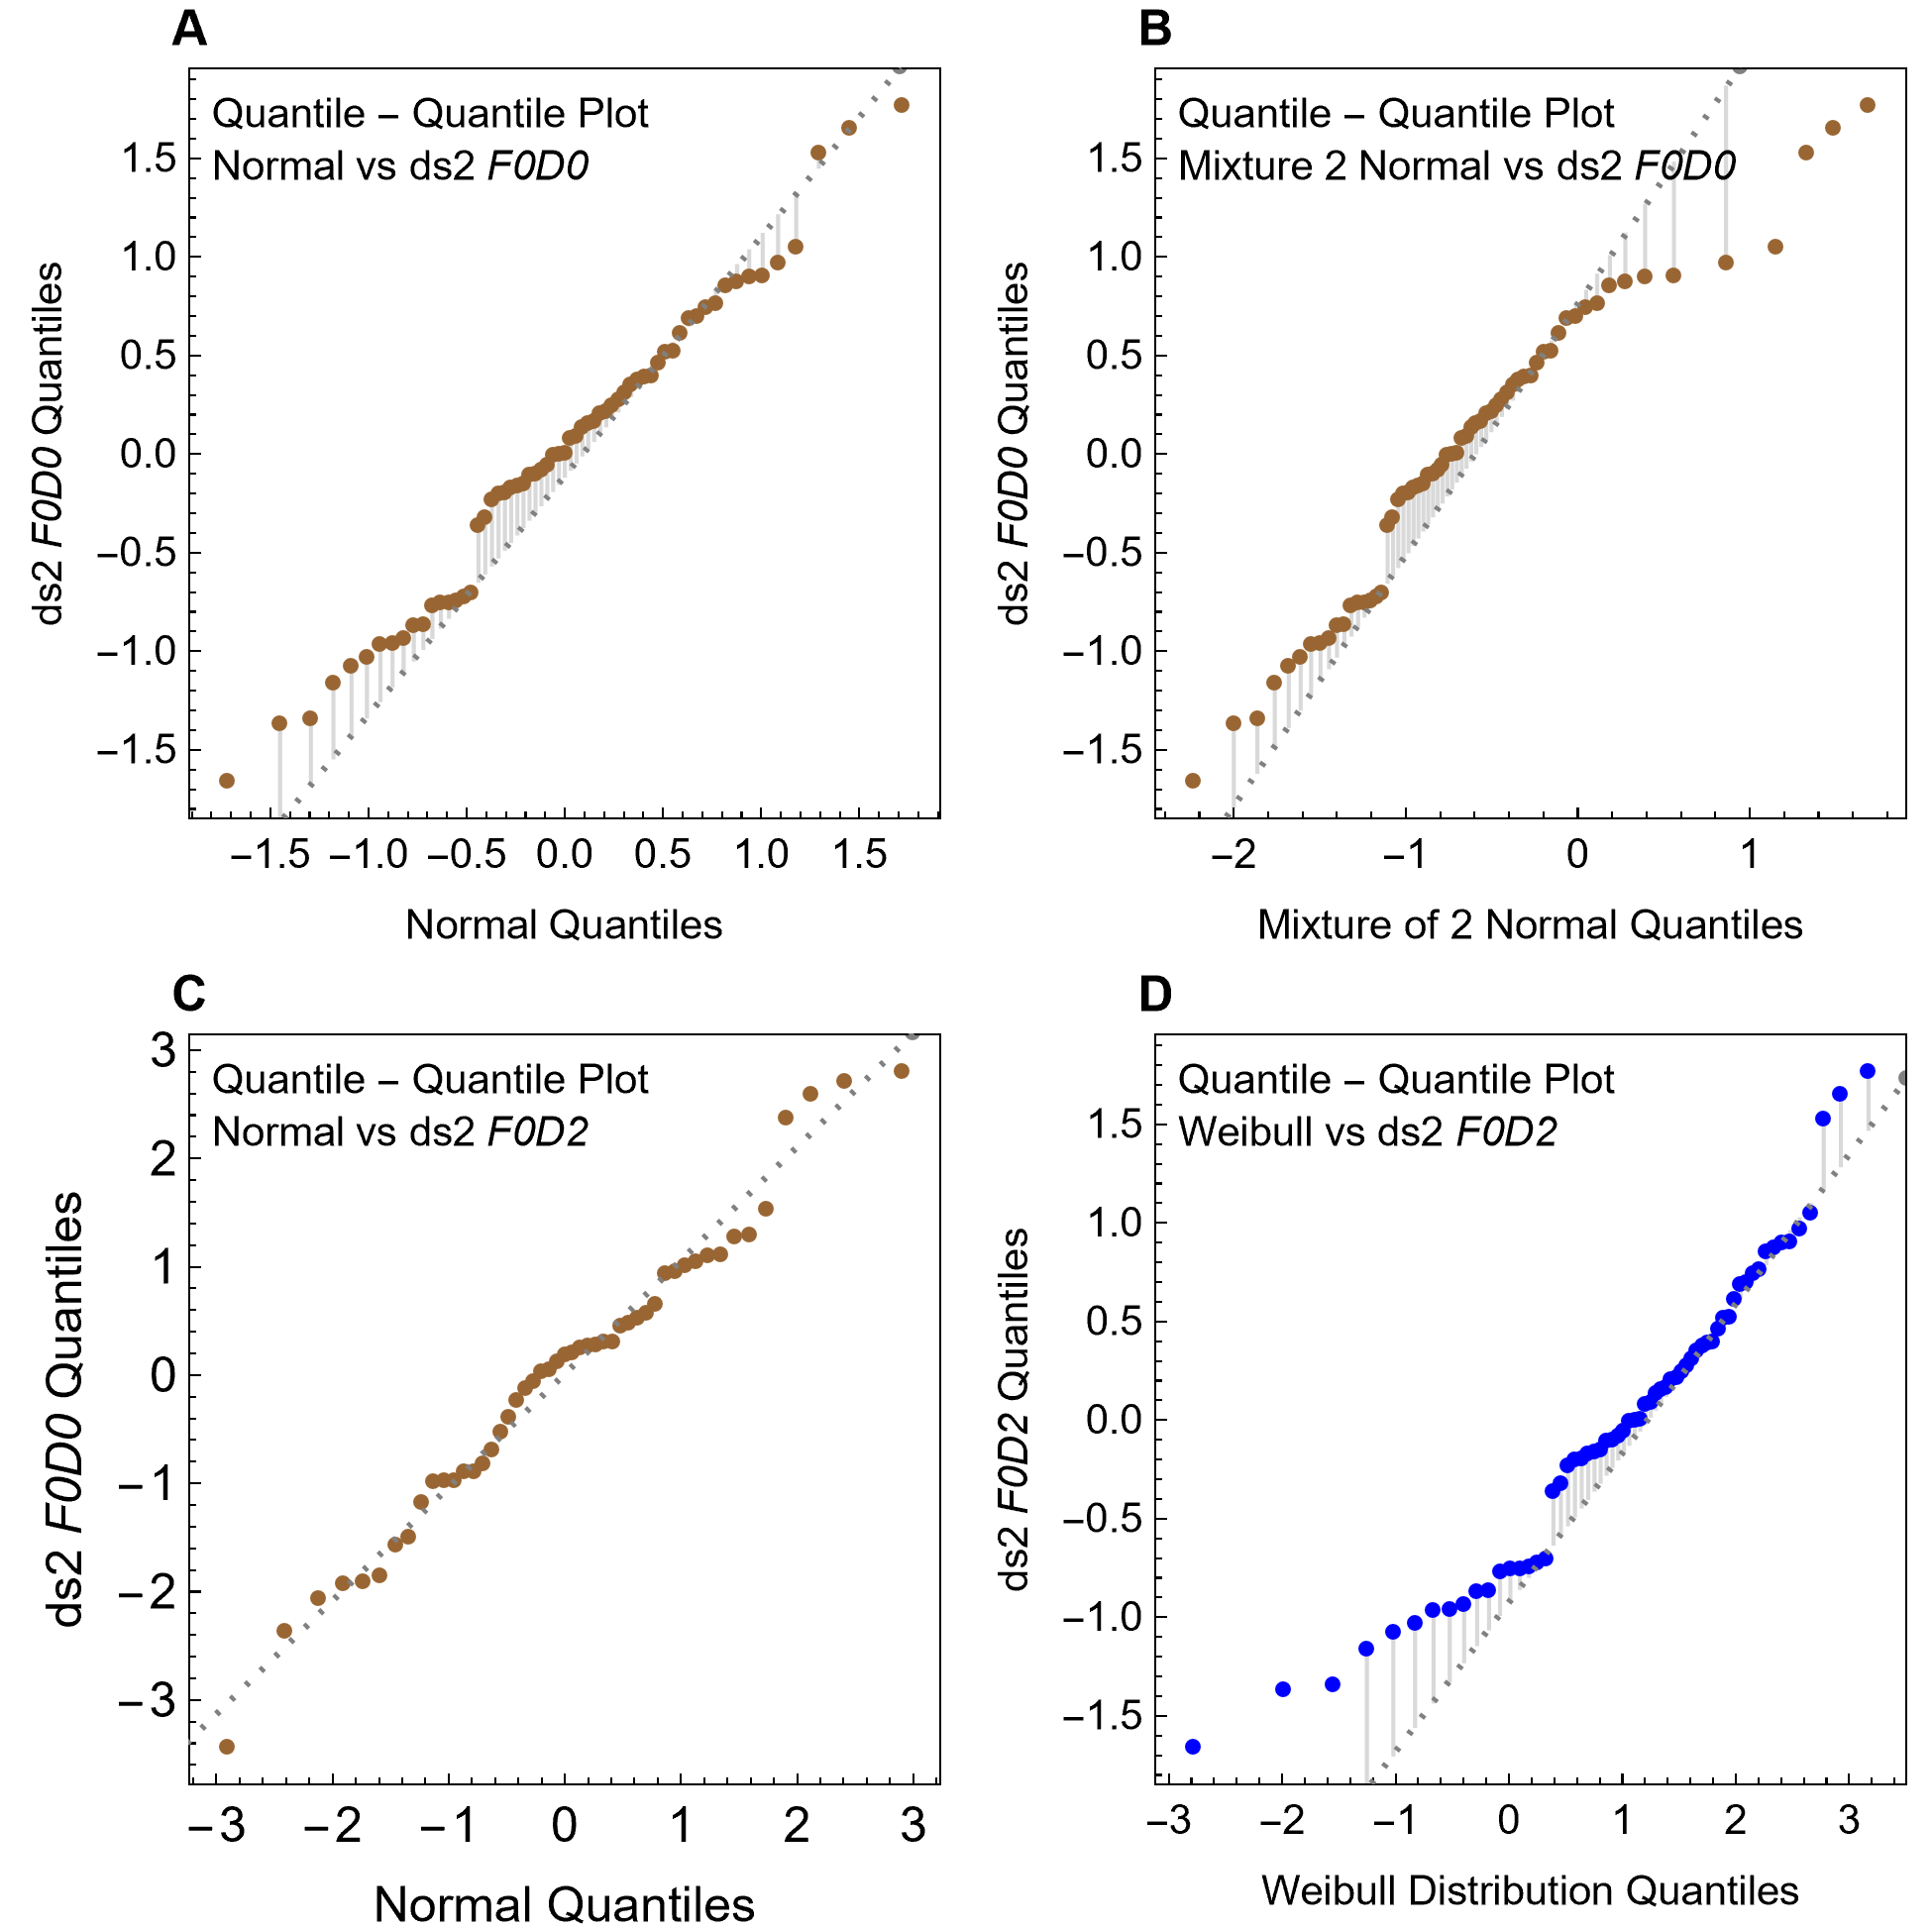 A
Quantile – Quantile Plot
Normal vs ds2 F0D0
ds2 F0D0 Quantiles
1.5
1.0
0.5
0.0
−0.5
−1.0
−1.5
−1.5 −1.0 −0.5 0.0 0.5 1.0 1.5
Normal Quantiles
B
Quantile – Quantile Plot
Mixture 2 Normal vs ds2 F0D0
ds2 F0D0 Quantiles
1.5
1.0
0.5
0.0
−0.5
−1.0
−1.5
−2 −1 0 1
Mixture of 2 Normal Quantiles
C
Quantile – Quantile Plot
Normal vs ds2 F0D2
ds2 F0D0 Quantiles
3
2
1
0
−1
−2
−3
−3 −2 −1 0 1 2 3
Normal Quantiles
D
Quantile – Quantile Plot
Weibull vs ds2 F0D2
ds2 F0D2 Quantiles
1.5
1.0
0.5
0.0
−0.5
−1.0
−1.5
−3 −2 −1 0 1 2 3
Weibull Distribution Quantiles